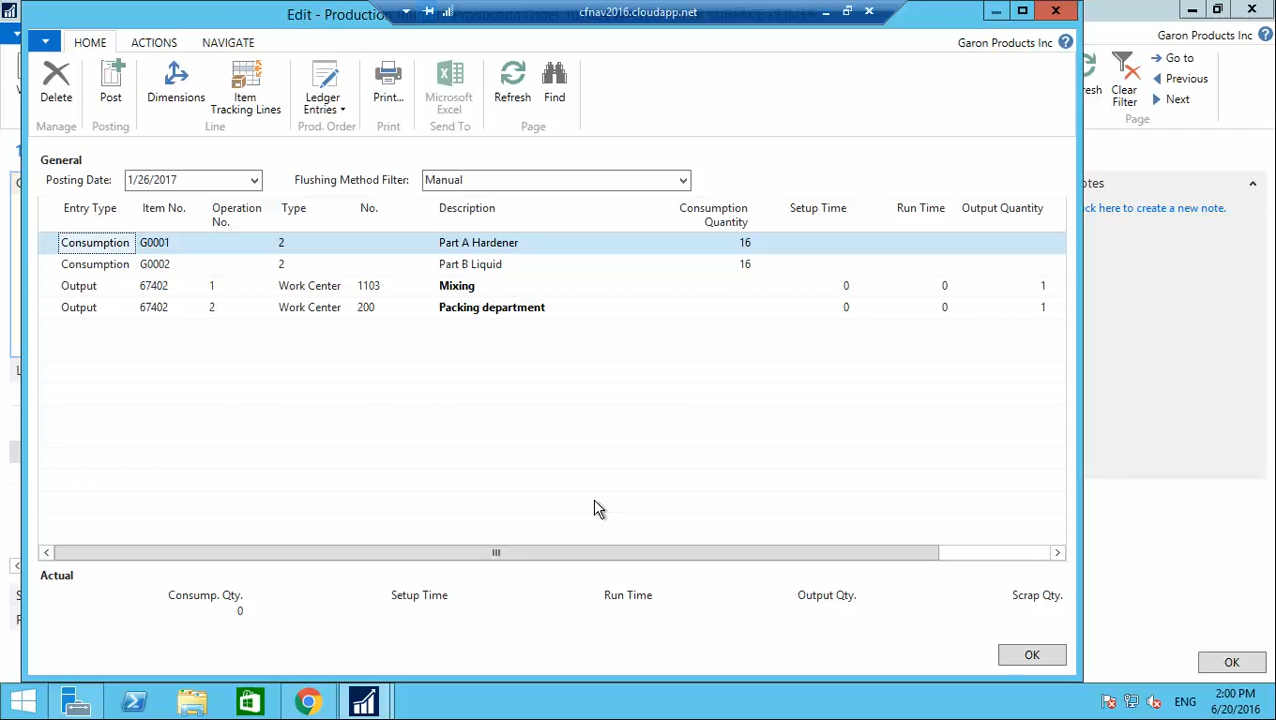 Edit - Production
cfnav2016.cloudapp.net
HOME ACTIONS NAVIGATE
Garon Products Inc
Garon Products Inc
Delete
Post
Dimensions
Item
Tracking Lines
Ledger
Entries
Print...
Microsoft
Excel
Refresh
Find
Manage
Posting
Line
Prod. Order
Print
Send To
Page
resh
Clear
Filter
Go to
Previous
Next
Page
General
Posting Date: 1/26/2017
Flushing Method Filter: Manual
otes
ick here to create a new note.
Entry Type Item No. Operation No. Type No. Description Consumption Quantity Setup Time Run Time Output Quantity
Consumption G0001 2 Part A Hardener 16
Consumption G0002 2 Part B Liquid 16
Output 67402 1 Work Center 1103 Mixing 0 0 1
Output 67402 2 Work Center 200 Packing department 0 0 1
Actual
Consump. Qty. Setup Time Run Time Output Qty. Scrap Qty.
0
OK
OK
ENG
2:00 PM
6/20/2016